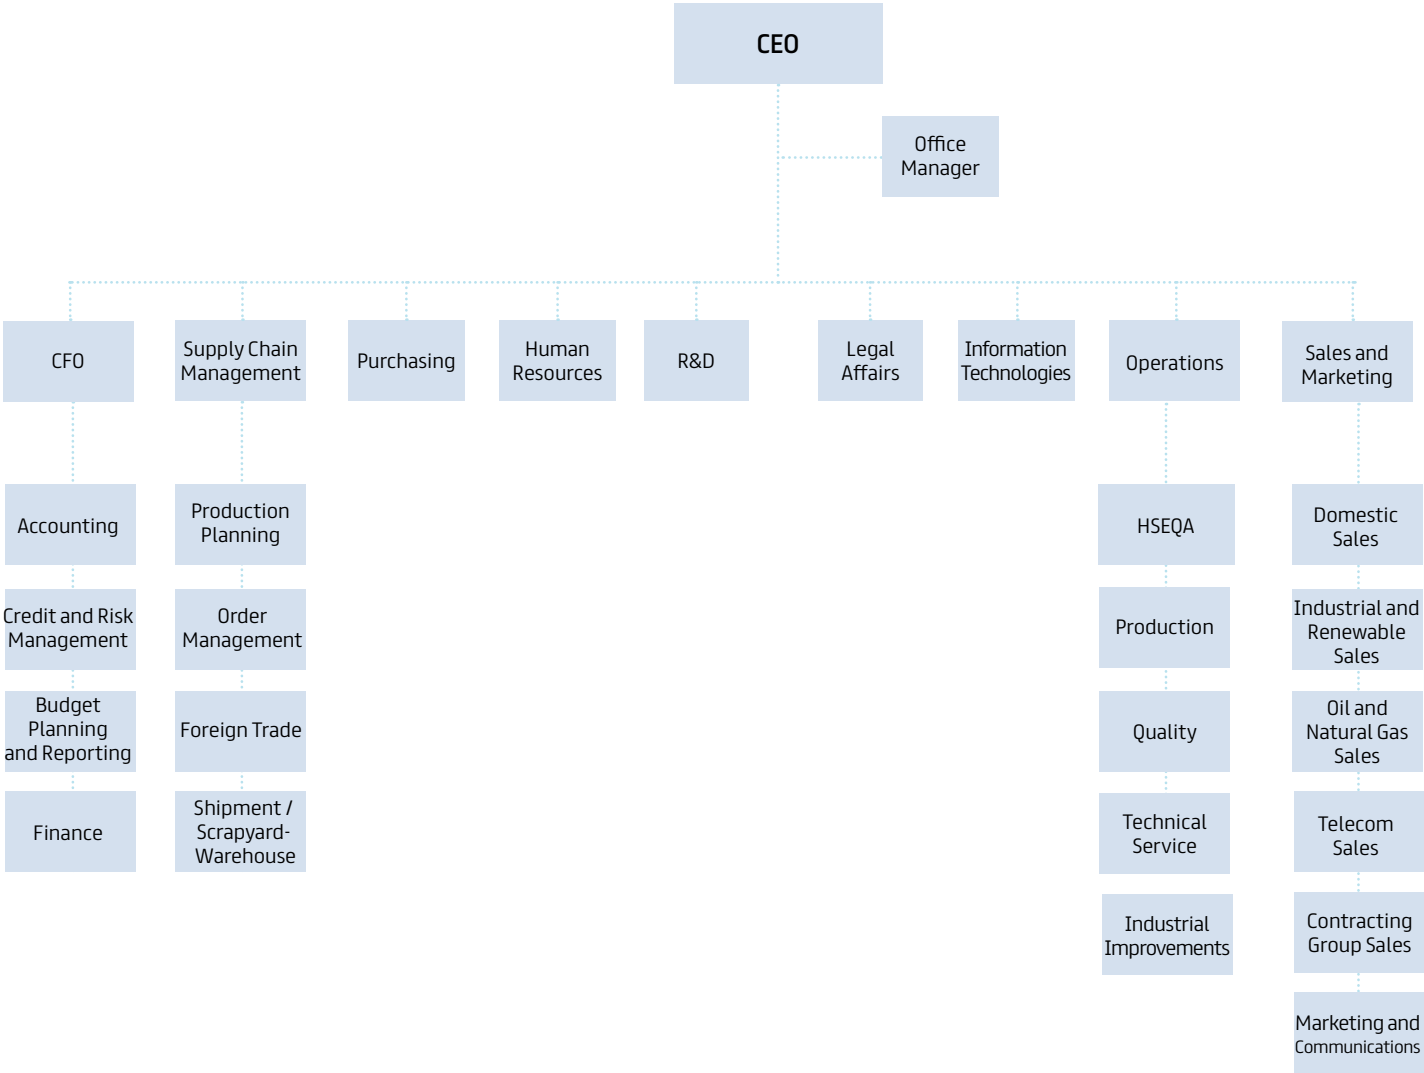 CEO
Office
Manager
CFO
Supply Chain
Management
Purchasing
Human
Resources
R&D
Legal
Affairs
Information
Technologies
Operations
Sales and
Marketing
Accounting
Credit and Risk
Management
Budget
Planning
and Reporting
Finance
Production
Planning
Order
Management
Foreign Trade
Shipment /
Scrapyard-
Warehouse
HSEQA
Production
Quality
Technical
Service
Industrial
Improvements
Domestic
Sales
Industrial and
Renewable
Sales
Oil and
Natural Gas
Sales
Telecom
Sales
Contracting
Group Sales
Marketing and
Communications